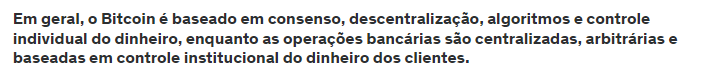 Em geral, o Bitcoin é baseado em consenso, descentralização, algoritmos e controle
individual do dinheiro, enquanto as operações bancárias são centralizadas, arbitrárias e
baseadas em controle institucional do dinheiro dos clientes.